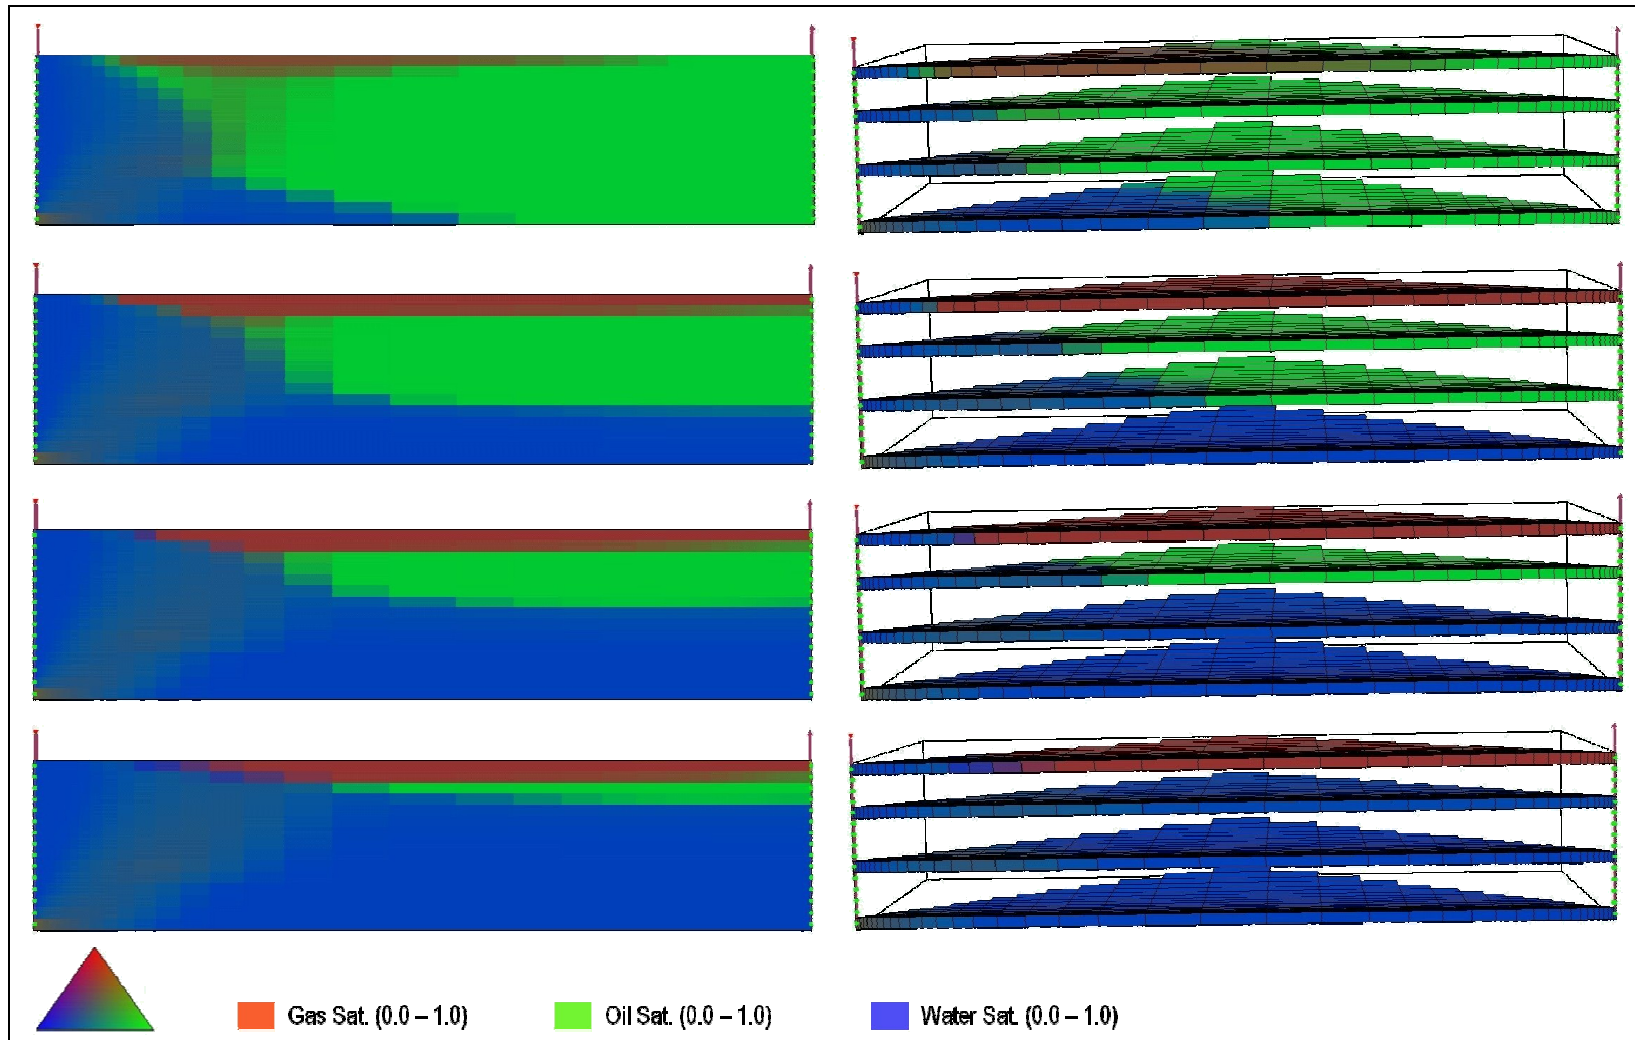 Gas Sat. (0.0 – 1.0) Oil Sat. (0.0 – 1.0) Water Sat. (0.0 – 1.0)